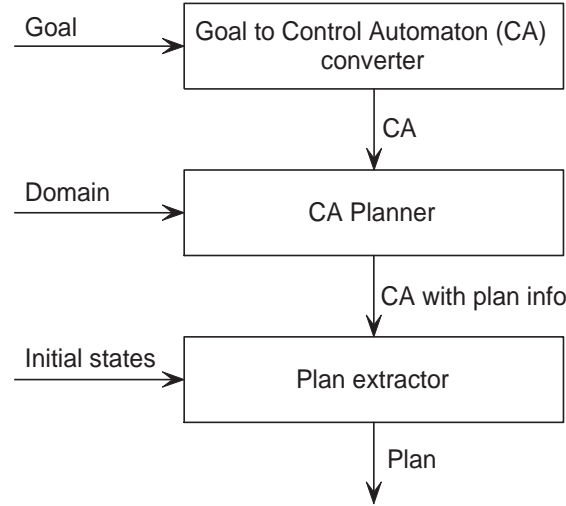 Goal
Goal to Control Automaton (CA)
converter
CA
Domain
CA Planner
CA with plan info
Initial states
Plan extractor
Plan